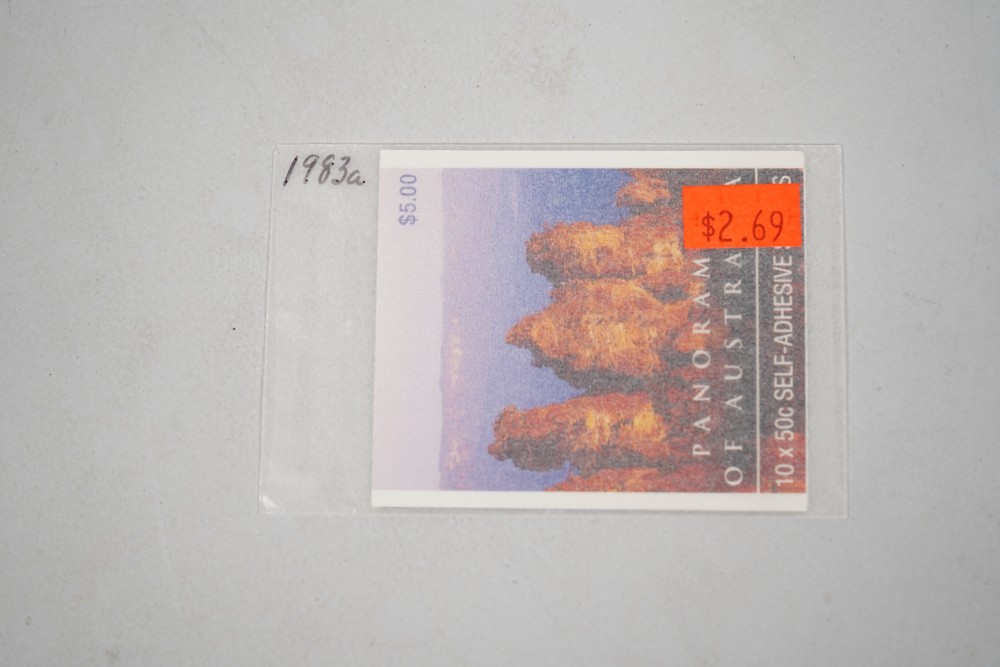 1983a
$5.00
$2.69
PANORAM
OF AUSTRA A
10 x 50c SELF-ADHESIVE S S